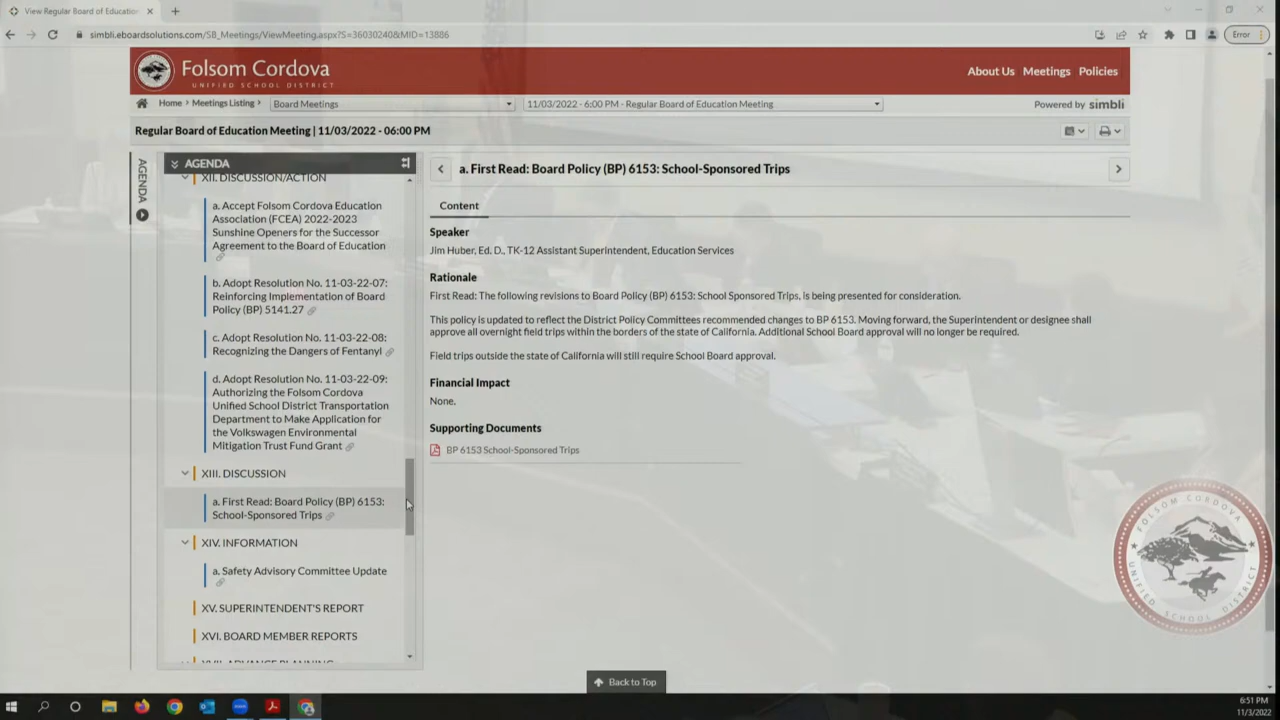 View Regular Board of Education
simbli.eboardsolutions.com/SB_Meetings/ViewMeeting.aspx?S=36030240&MID=13886
Error
Folsom Cordova
UNIFIED SCHOOL DISTRICT
About Us Meetings Policies
Home > Meetings Listing > Board Meetings 11/03/2022 - 6:00 PM - Regular Board of Education Meeting
Powered by simbli
Regular Board of Education Meeting | 11/03/2022 - 06:00 PM
AGENDA
AGENDA
XII. DISCUSSION/ACTION
a. Accept Folsom Cordova Education
Association (FCEA) 2022-2023
Sunshine Openers for the Successor
Agreement to the Board of Education
b. Adopt Resolution No. 11-03-22-07:
Reinforcing Implementation of Board
Policy (BP) 5141.27
c. Adopt Resolution No. 11-03-22-08:
Recognizing the Dangers of Fentanyl
d. Adopt Resolution No. 11-03-22-09:
Authorizing the Folsom Cordova
Unified School District Transportation
Department to Make Application for
the Volkswagen Environmental
Mitigation Trust Fund Grant
XIII. DISCUSSION
a. First Read: Board Policy (BP) 6153:
School-Sponsored Trips
XIV. INFORMATION
a. Safety Advisory Committee Update
XV. SUPERINTENDENT'S REPORT
XVI. BOARD MEMBER REPORTS
XVII. ADVANCE PLANNING
a. First Read: Board Policy (BP) 6153: School-Sponsored Trips
Content
Speaker
Jim Huber, Ed. D., TK-12 Assistant Superintendent, Education Services
Rationale
First Read: The following revisions to Board Policy (BP) 6153: School Sponsored Trips, is being presented for consideration.
This policy is updated to reflect the District Policy Committees recommended changes to BP 6153. Moving forward, the Superintendent or designee shall
approve all overnight field trips within the borders of the state of California. Additional School Board approval will no longer be required.
Field trips outside the state of California will still require School Board approval.
Financial Impact
None.
Supporting Documents
BP 6153 School-Sponsored Trips
Back to Top
FOLSOM CORDOVA
UNIFIED SCHOOL DISTRICT
6:51 PM
11/3/2022